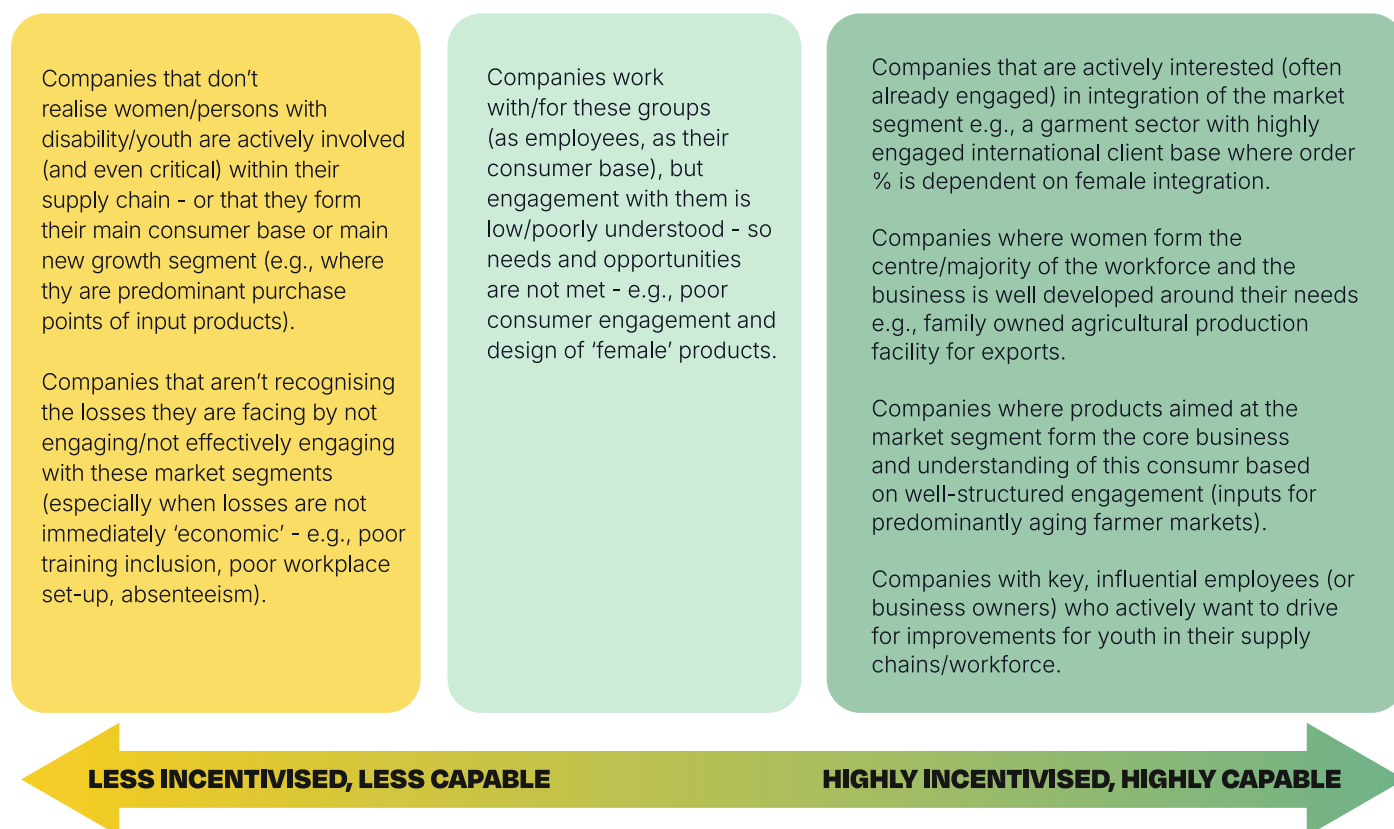 Companies that don't
realise women/persons with
disability/youth are actively involved
(and even critical) within their
supply chain - or that they form
their main consumer base or main
new growth segment (e.g., where
thy are predominant purchase
points of input products).
Companies that aren't recognising
the losses they are facing by not
engaging/not effectively engaging
with these market segments
(especially when losses are not
immediately 'economic' - e.g., poor
training inclusion, poor workplace
set-up, absenteeism).
Companies work
with/for these groups
(as employees, as their
consumer base), but
engagement with them is
low/poorly understood - so
needs and opportunities
are not met - e.g., poor
consumer engagement and
design of 'female' products.
Companies that are actively interested (often
already engaged) in integration of the market
segment e.g., a garment sector with highly
engaged international client base where order
% is dependent on female integration.
Companies where women form the
centre/majority of the workforce and the
business is well developed around their needs
e.g., family owned agricultural production
facility for exports.
Companies where products aimed at the
market segment form the core business
and understanding of this consumr based
on well-structured engagement (inputs for
predominantly aging farmer markets).
Companies with key, influential employees (or
business owners) who actively want to drive
for improvements for youth in their supply
chains/workforce.
LESS INCENTIVISED, LESS CAPABLE
HIGHLY INCENTIVISED, HIGHLY CAPABLE